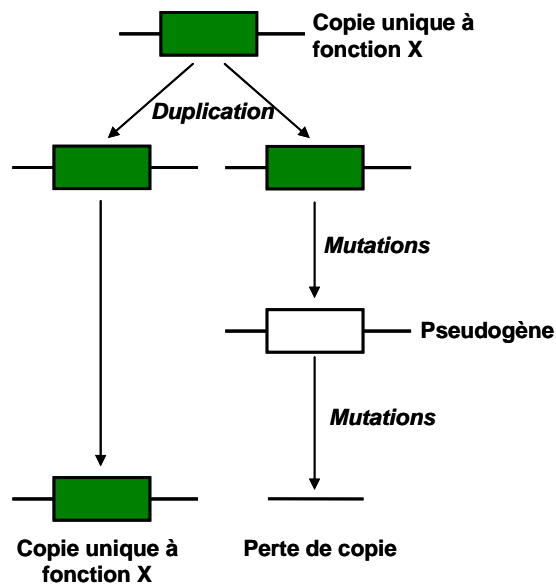 Copie unique à
fonction X
Duplication
Mutations
Pseudogène
Mutations
Copie unique à
fonction X
Perte de copie